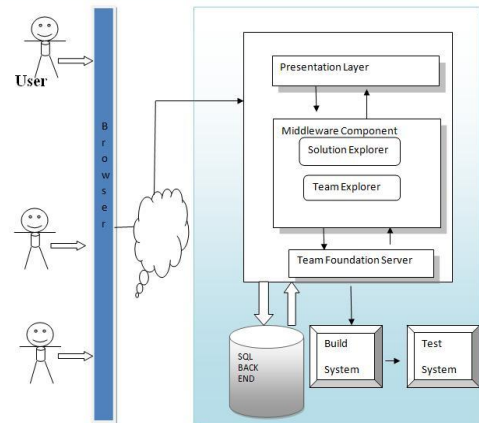 User
Browser
Presentation Layer
Middleware Component
Solution Explorer
Team Explorer
Team Foundation Server
SQL
BACK
END
Build
System
Test
System